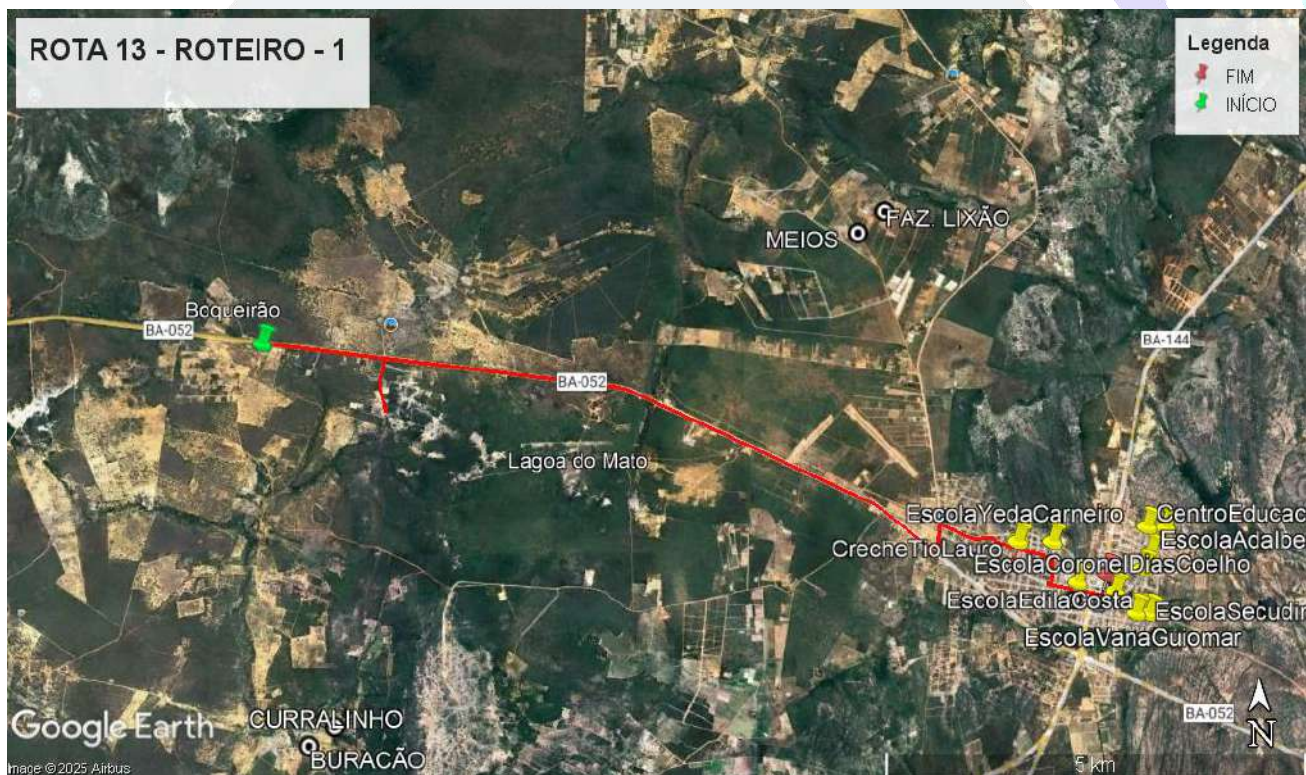 ROTA 13 - ROTEIRO - 1
Legenda
FIM
INÍCIO
FAZ. LIXÃO
MEIOS
Boqueirão
BA-052
BA-144
BA-052
Lagoa do Mato
EscolaYedaCarneiro
CentroEducac
EscolaAdalbe
CrecheTioLauro
EscolaCoronelDiasCoelho
EscolaEdilaCosta
EscolaSecudir
EscolaVanáGuiomar
BA-052
N
CURRALINHO
BURACÃO
Google Earth
Image © 2025 Airbus
5 km